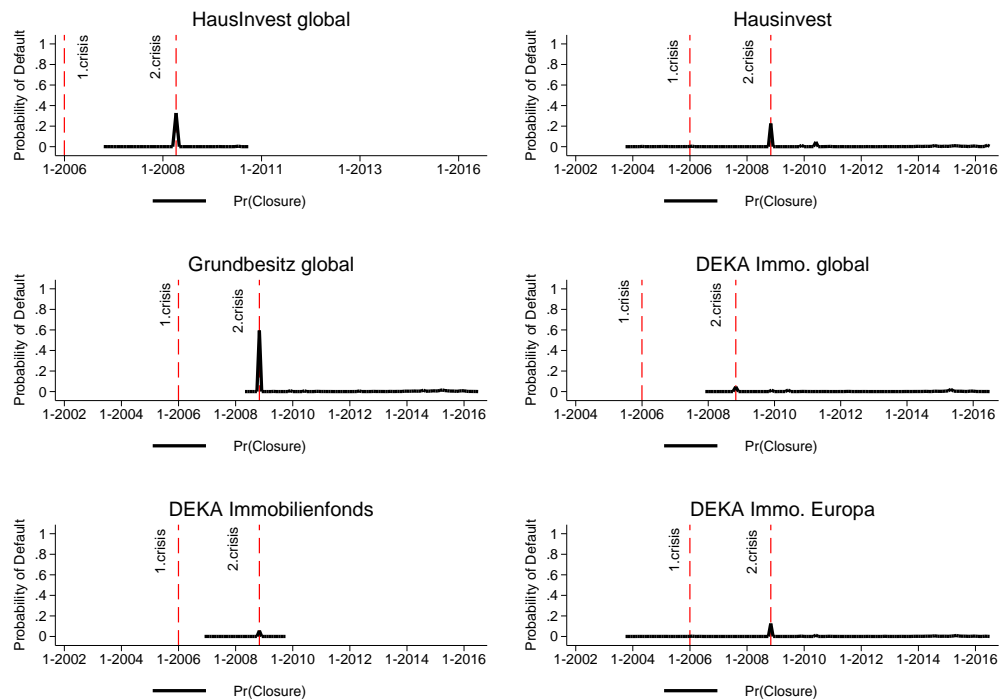 HausInvest global
Probability of Default
1
.8
.6
.4
.2
0
1.crisis
2.crisis
1-2006 1-2008 1-2011 1-2013 1-2016
Pr(Closure)
Hausinvest
Probability of Default
1
.8
.6
.4
.2
0
1.crisis
2.crisis
1-2002 1-2004 1-2006 1-2008 1-2010 1-2012 1-2014 1-2016
Pr(Closure)
Grundbesitz global
Probability of Default
1
.8
.6
.4
.2
0
1.crisis
2.crisis
1-2002 1-2004 1-2006 1-2008 1-2010 1-2012 1-2014 1-2016
Pr(Closure)
DEKA Immo. global
Probability of Default
1
.8
.6
.4
.2
0
1.crisis
2.crisis
1-2004 1-2006 1-2008 1-2010 1-2012 1-2014 1-2016
Pr(Closure)
DEKA Immobilienfonds
Probability of Default
1
.8
.6
.4
.2
0
1.crisis
2.crisis
1-2002 1-2004 1-2006 1-2008 1-2010 1-2012 1-2014 1-2016
Pr(Closure)
DEKA Immo. Europa
Probability of Default
1
.8
.6
.4
.2
0
1.crisis
2.crisis
1-2002 1-2004 1-2006 1-2008 1-2010 1-2012 1-2014 1-2016
Pr(Closure)